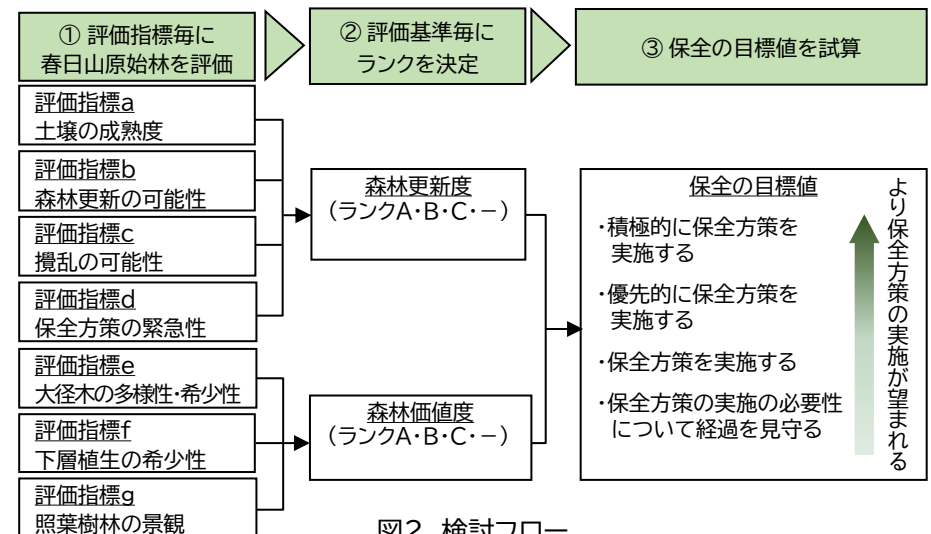 ① 評価指標毎に
春日山原始林を評価
② 評価基準毎に
ランクを決定
③ 保全の目標値を試算
評価指標a
土壌の成熟度
評価指標b
森林更新の可能性
評価指標c
攪乱の可能性
評価指標d
保全方策の緊急性
評価指標e
大径木の多様性・希少性
評価指標f
下層植生の希少性
評価指標g
照葉樹林の景観
森林更新度
（ランクA・B・C・－）
森林価値度
（ランクA・B・C・－）
保全の目標値
・積極的に保全方策を
実施する
・優先的に保全方策を
実施する
・保全方策を実施する
・保全方策の実施の必要性
について経過を見守る
より保全方策の実施が望まれる
図2 検討フロー